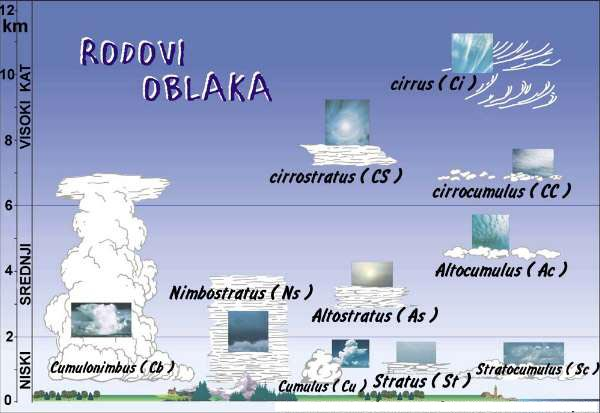 12
km
10
8
6
4
2
0
VISOKI KAT
SREDNJI
NISKI
RODOVI
OBLAKA
cirrus ( Ci )
cirrostratus ( CS )
cirrocumulus ( CC )
Altocumulus ( Ac )
Nimbostratus ( Ns )
Altostratus ( As )
Cumulonimbus ( Cb )
Cumulus ( Cu )
Stratus ( St )
Stratocumulus ( Sc )